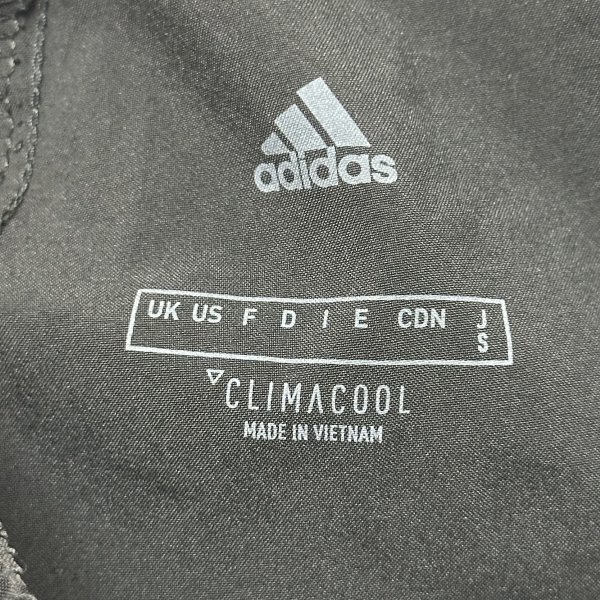 adidas
UK US F D I E CDN J
S
CLIMACOOL
MADE IN VIETNAM